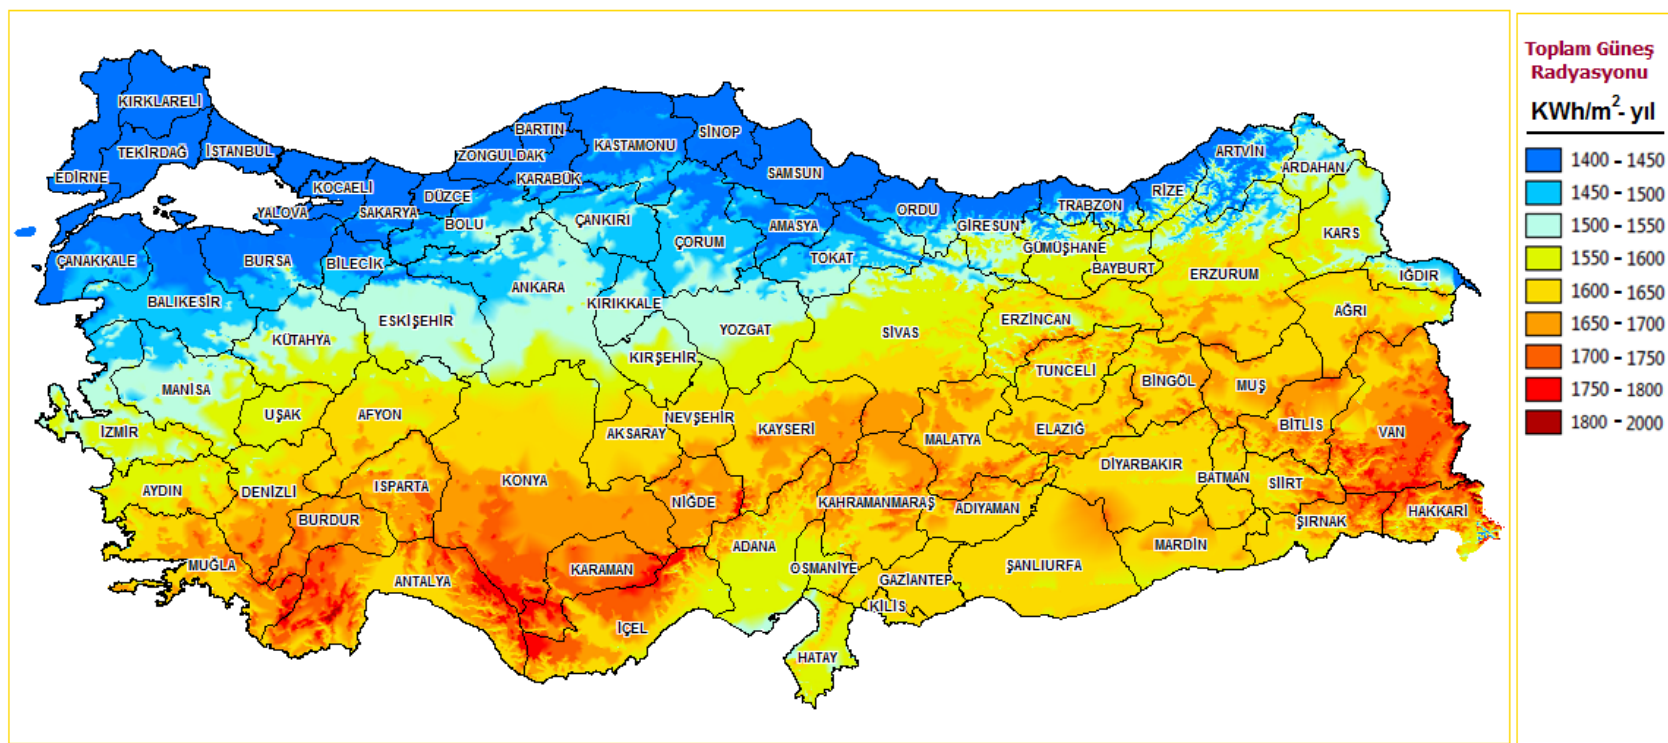 KIRKLARELİ
TEKİRDAĞ
İSTANBUL
EDİRNE
KOCAELİ
YALOVA
SAKARYA
DÜZCE
BOLU
ZONGULDAK
BARTIN
KARABÜK
KASTAMONU
SİNOP
ÇANKIRI
SAMSUN
AMASYA
ÇORUM
TOKAT
ORDU
GİRESUN
TRABZON
RİZE
ARTVİN
ARDAHAN
GÜMÜŞHANE
BAYBURT
KARS
ERZURUM
IĞDIR
AĞRI
ÇANAKKALE
BURSA
BİLECİK
BALIKESİR
KÜTAHYA
ESKİŞEHİR
ANKARA
KIRIKKALE
YOZGAT
KIRŞEHİR
SİVAS
ERZİNCAN
TUNCELİ
BİNGÖL
MUŞ
BİTLİS
VAN
MANİSA
UŞAK
AFYON
İZMİR
AKSARAY
NEVŞEHİR
KAYSERİ
MALATYA
ELAZIĞ
DİYARBAKIR
BATMAN
SİİRT
ŞIRNAK
HAKKARİ
AYDIN
DENİZLİ
ISPARTA
BURDUR
KONYA
NİĞDE
KAHRAMANMARAŞ
ADIYAMAN
MARDİN
MUĞLA
ANTALYA
KARAMAN
İÇEL
ADANA
OSMANİYE
GAZİANTEP
KİLİS
ŞANLIURFA
HATAY
Toplam Güneş
Radyasyonu
KWh/m²- yıl
1400 - 1450
1450 - 1500
1500 - 1550
1550 - 1600
1600 - 1650
1650 - 1700
1700 - 1750
1750 - 1800
1800 - 2000